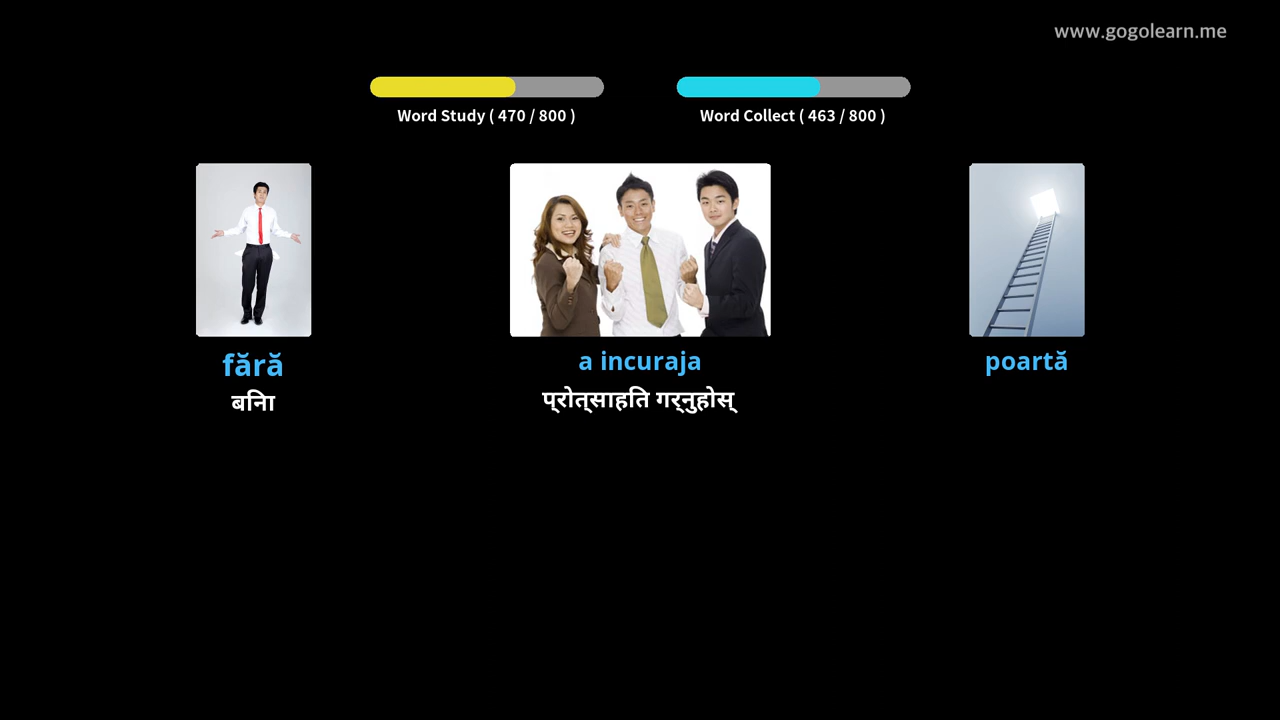 www.gogolearn.me
Word Study ( 470 / 800 )
Word Collect ( 463 / 800 )
fără
a incuraja
poartă
बिना
प्रोत्साहित गर्नुहोस्